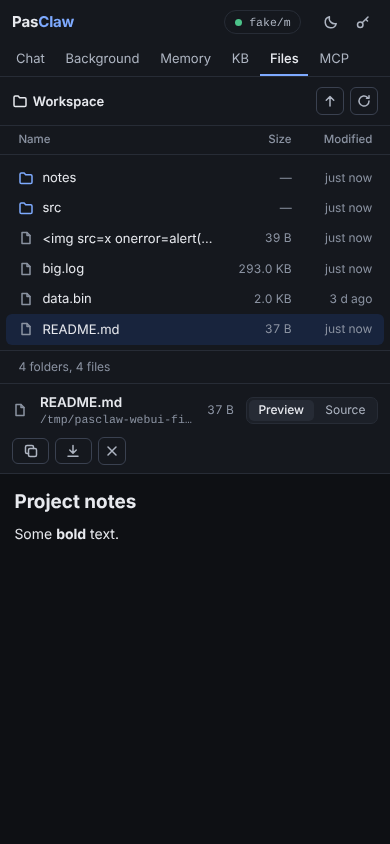 PasClaw fake/m
Chat Background Memory KB Files MCP
Workspace
Name Size Modified
notes — just now
src — just now
<img src=x onerror=alert(... 39 B just now
big.log 293.0 KB just now
data.bin 2.0 KB 3 d ago
README.md 37 B just now
4 folders, 4 files
README.md 37 B Preview Source
/tmp/pasclaw-webui-fi...
Project notes
Some bold text.